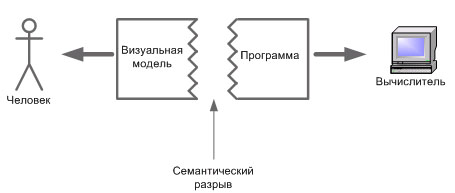 Визуальная
модель
Программа
Человек
Вычислитель
Семантический
разрыв